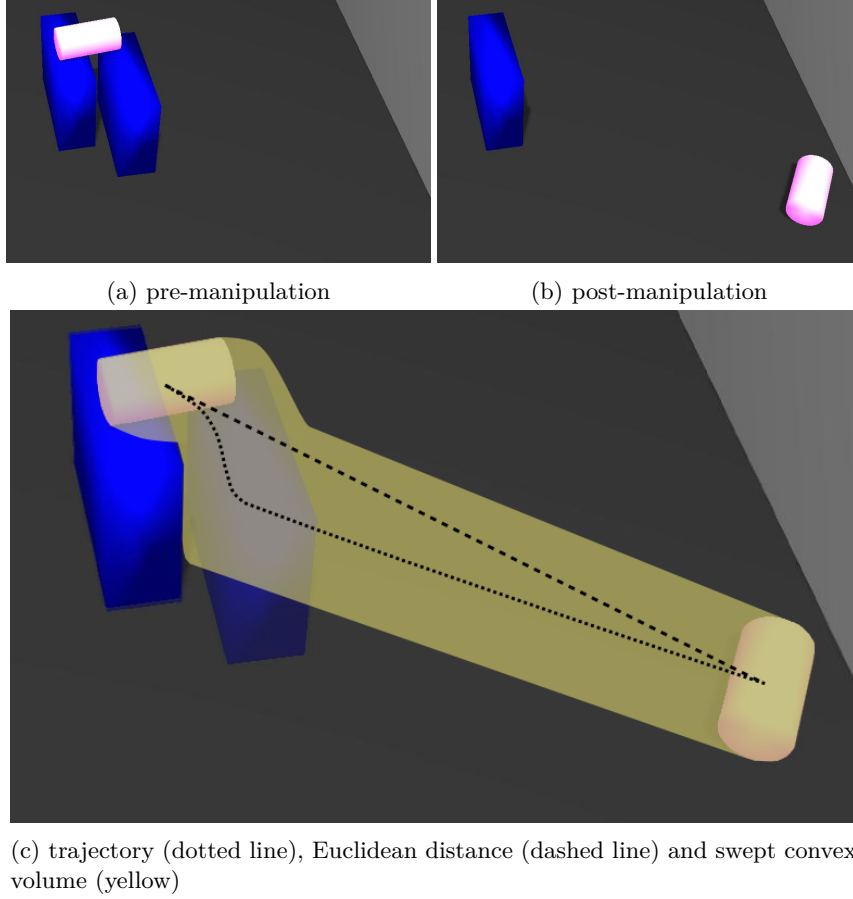 (a) pre-manipulation
(b) post-manipulation
(c) trajectory (dotted line), Euclidean distance (dashed line) and swept convex
volume (yellow)